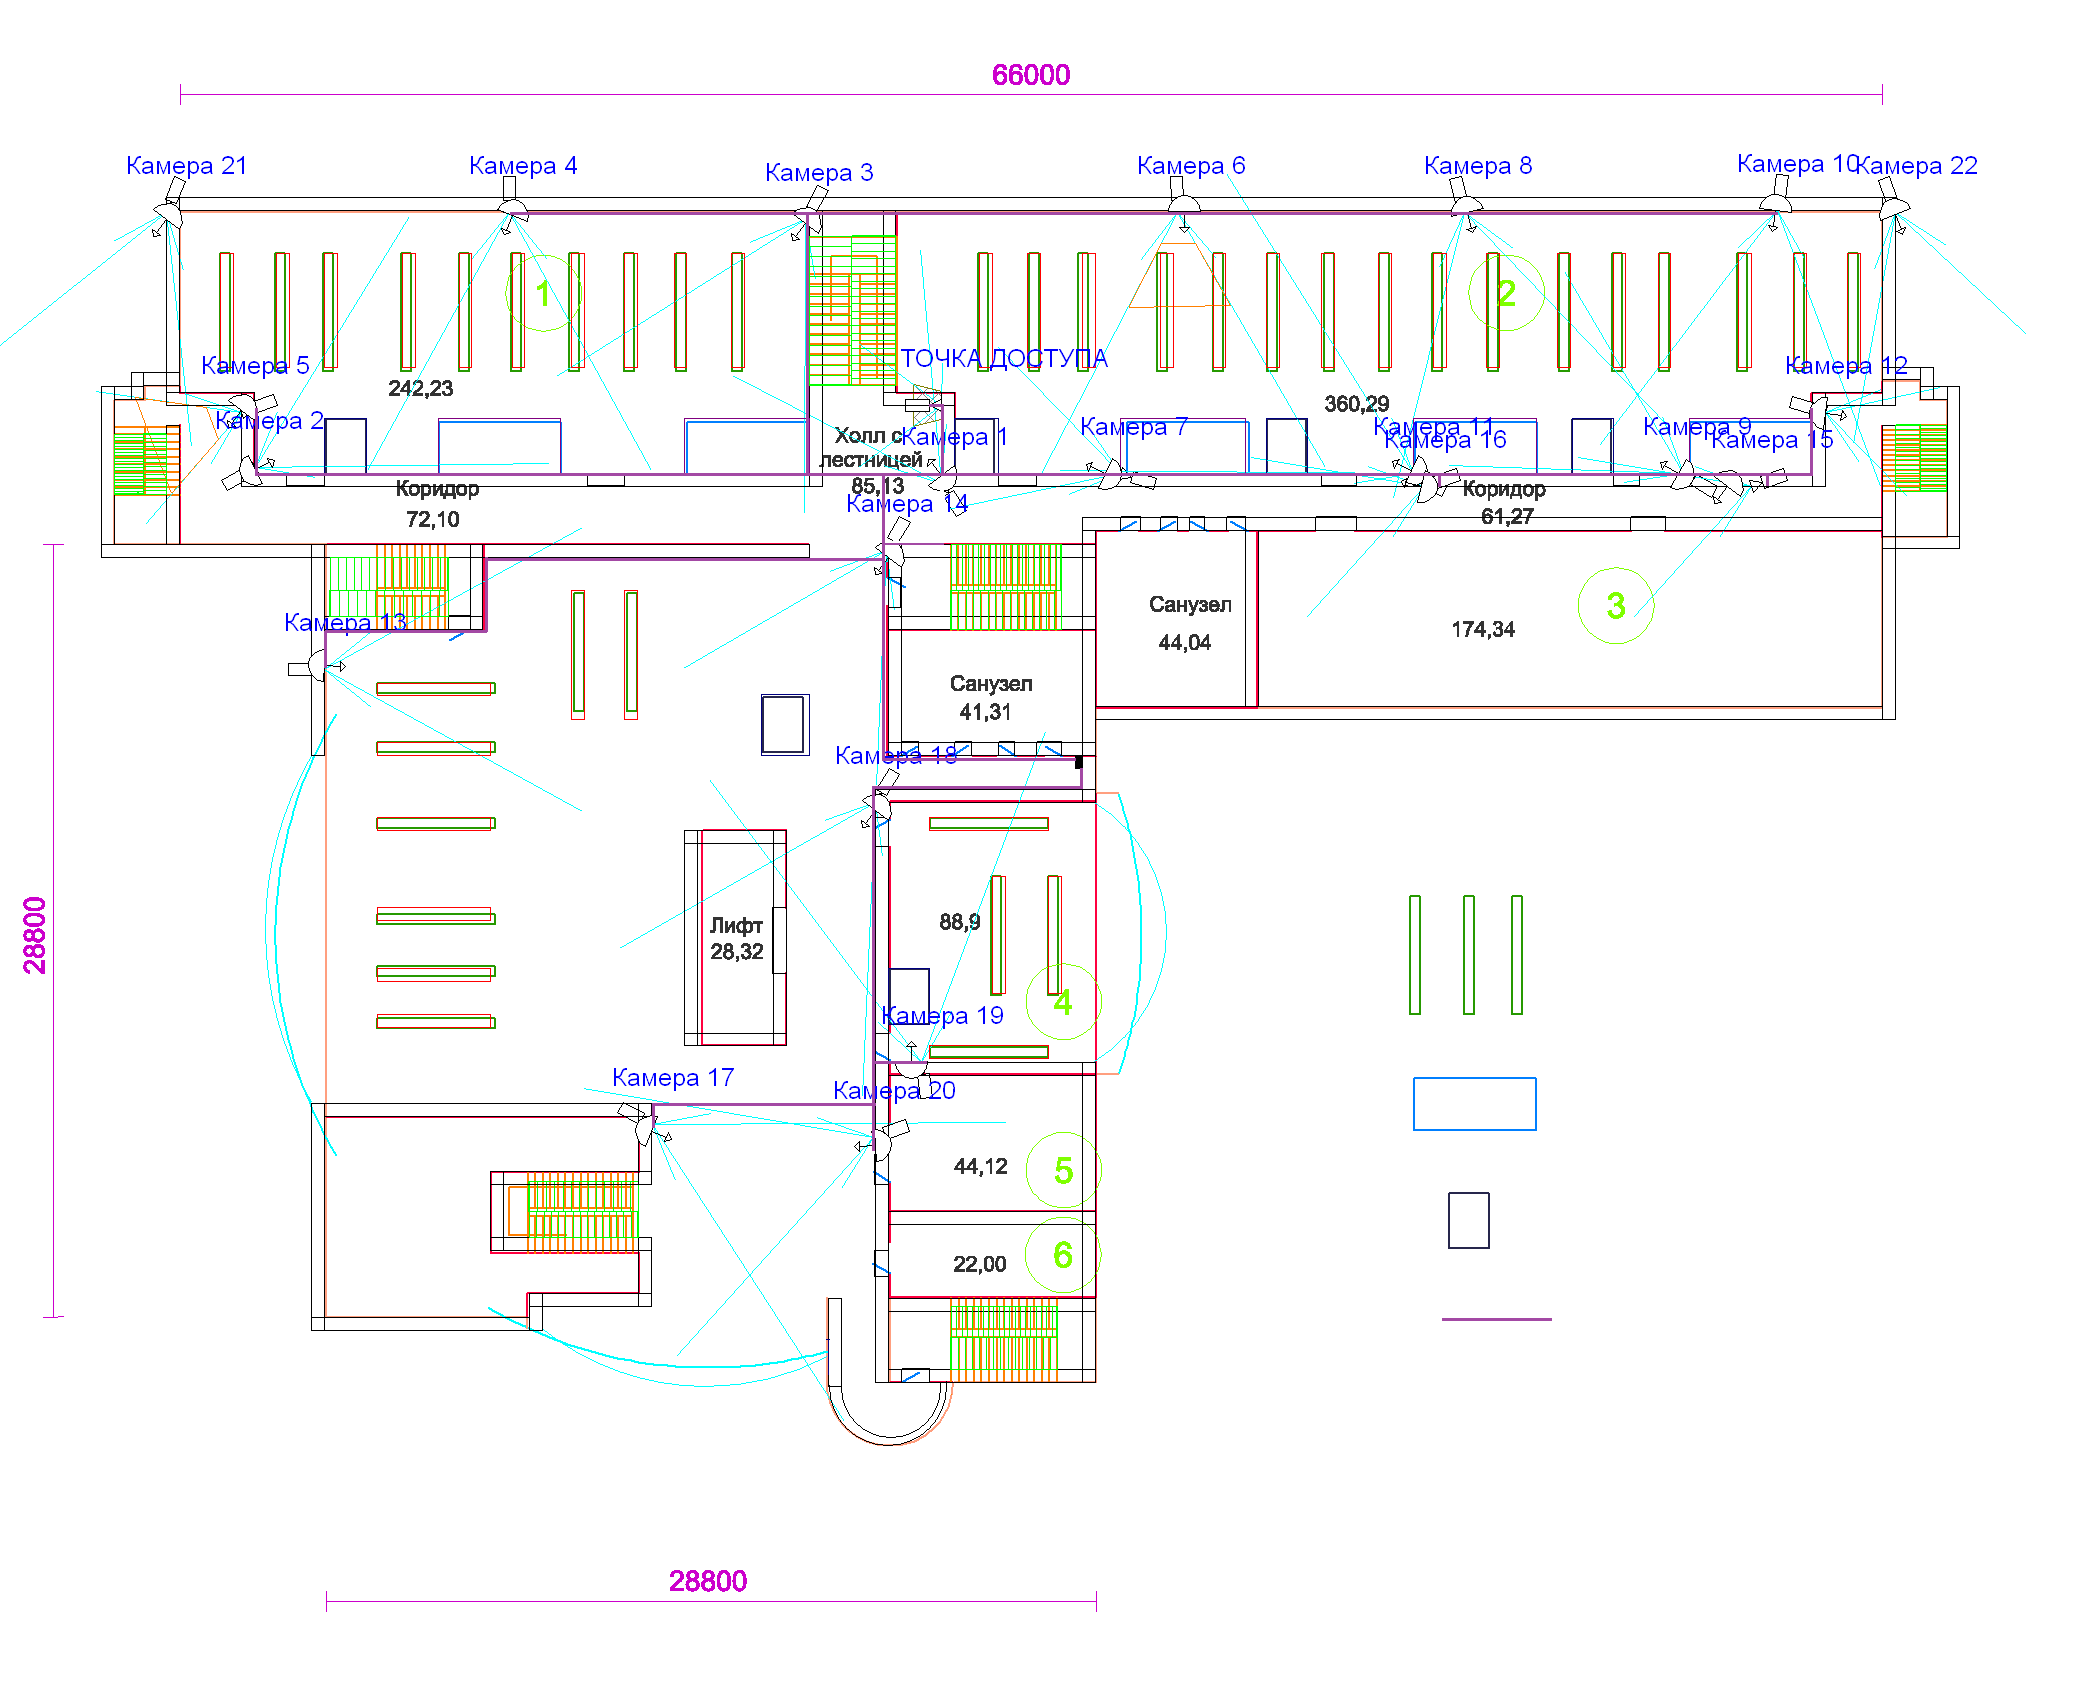 66000
Камера 21
Камера 4
Камера 3
Камера 6
Камера 8
Камера 10
Камера 22
1
2
Камера 5
ТОЧКА ДОСТУПА
Камера 12
242,23
360,29
Камера 2
Холл с
лестницей
85,13
Камера 1
Камера 7
Камера 11
Камера 16
Камера 9
Камера 15
Коридор
72,10
Камера 14
Коридор
61,27
Камера 13
Санузел
44,04
3
174,34
Санузел
41,31
Камера 18
28800
Лифт
28,32
88,9
4
Камера 19
Камера 17
Камера 20
44,12
5
22,00
6
28800